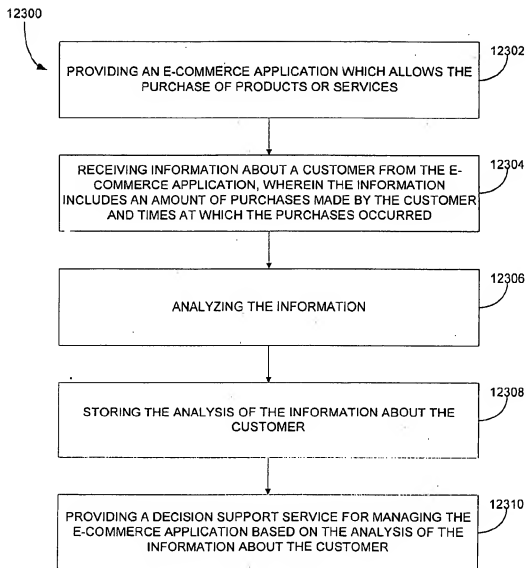 12300
12302
PROVIDING AN E-COMMERCE APPLICATION WHICH ALLOWS THE
PURCHASE OF PRODUCTS OR SERVICES
12304
RECEIVING INFORMATION ABOUT A CUSTOMER FROM THE E-
COMMERCE APPLICATION, WHEREIN THE INFORMATION
INCLUDES AN AMOUNT OF PURCHASES MADE BY THE CUSTOMER
AND TIMES AT WHICH THE PURCHASES OCCURRED
12306
ANALYZING THE INFORMATION
12308
STORING THE ANALYSIS OF THE INFORMATION ABOUT THE
CUSTOMER
12310
PROVIDING A DECISION SUPPORT SERVICE FOR MANAGING THE
E-COMMERCE APPLICATION BASED ON THE ANALYSIS OF THE
INFORMATION ABOUT THE CUSTOMER